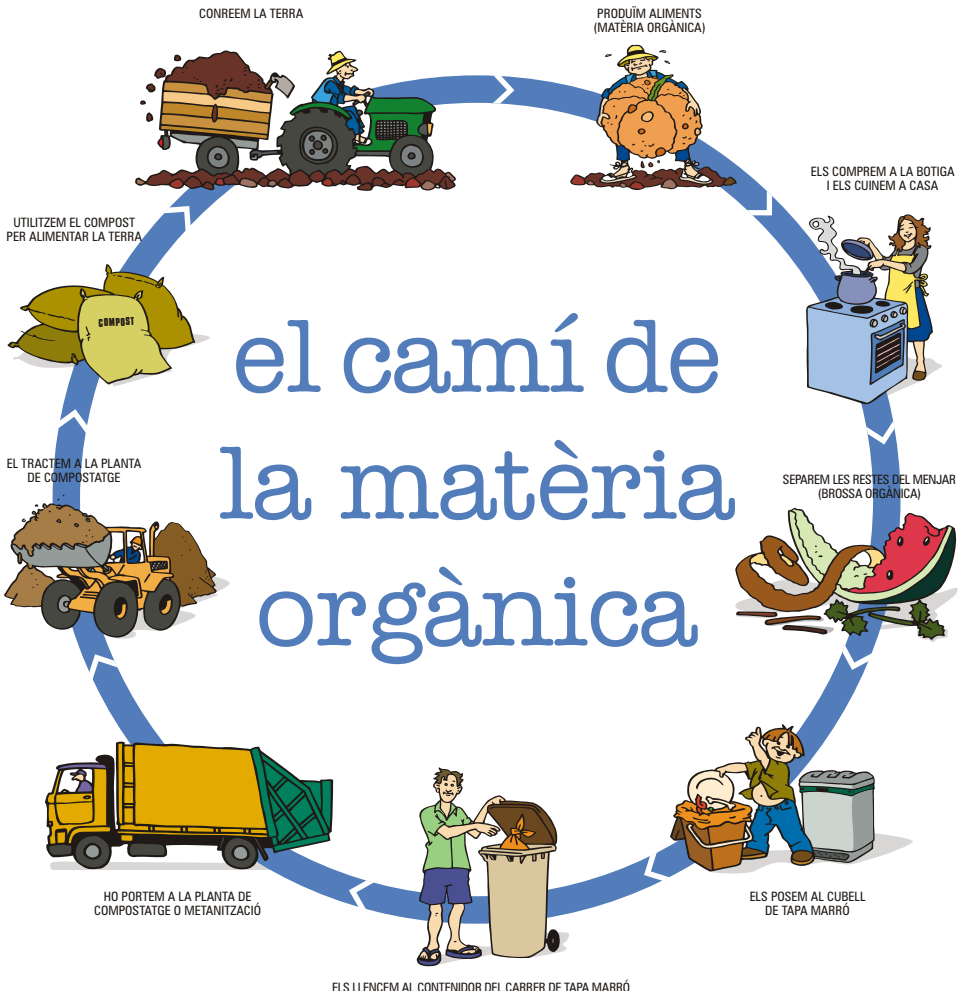 CONREEM LA TERRA
PRODUÏM ALIMENTS
(MATÈRIA ORGÀNICA)
ELS COMPREM A LA BOTIGA
I ELS CUINEM A CASA
SEPAREM LES RESTES DEL MENJAR
(BROSSA ORGÀNICA)
ELS POSEM AL CUBELL
DE TAPA MARRÓ
ELS LLENCEM AL CONTENIDOR DEL CARRER DE TAPA MARRÓ
HO PORTEM A LA PLANTA DE
COMPOSTATGE O METANITZACIÓ
EL TRACTEM A LA PLANTA
DE COMPOSTATGE
UTILITZEM EL COMPOST
PER ALIMENTAR LA TERRA
COMPOST
el camí de
la matèria
orgànica